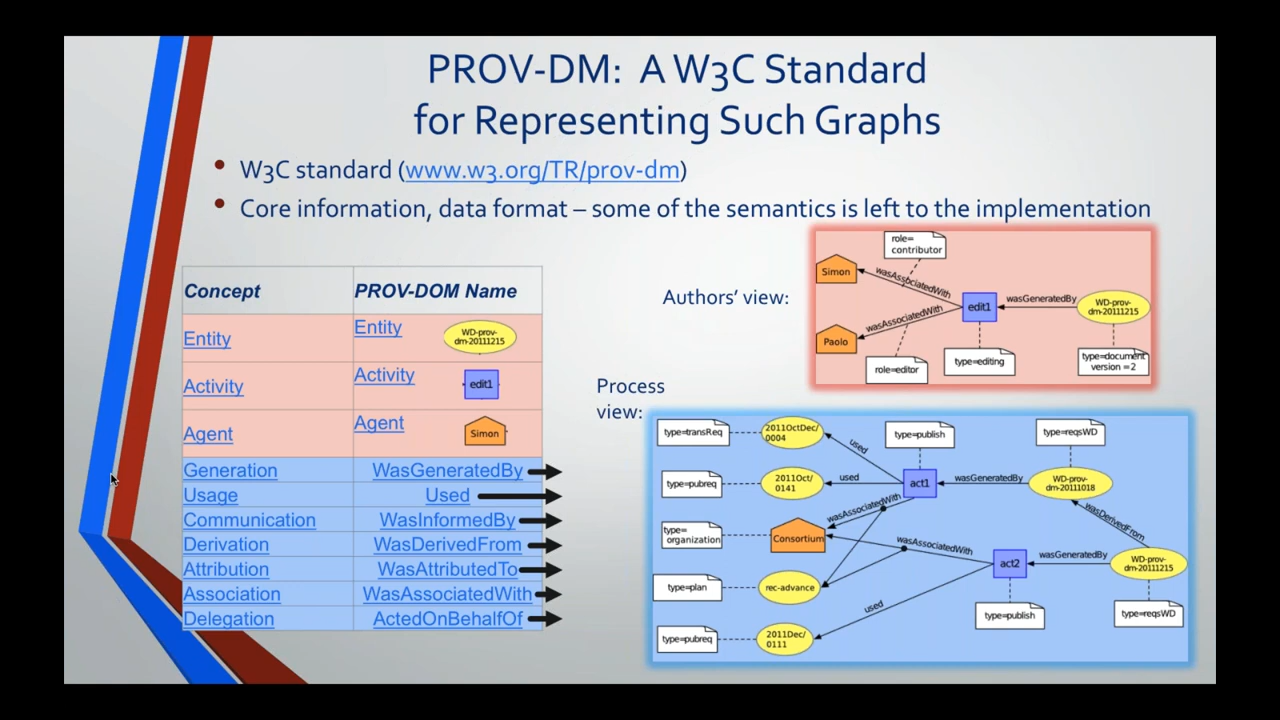 PROV-DM: A W3C Standard
for Representing Such Graphs
• W3C standard (www.w3.org/TR/prov-dm)
• Core information, data format – some of the semantics is left to the implementation
Concept PROV-DOM Name
Entity Entity WD-prov-
dm-20111215
Activity Activity edit1
Agent Agent Simon
Generation WasGeneratedBy
Usage Used
Communication WasInformedBy
Derivation WasDerivedFrom
Attribution WasAttributedTo
Association WasAssociatedWith
Delegation ActedOnBehalfOf
Authors’ view:
role=
contributor
Simon
wasAssociatedWith
edit1
wasGeneratedBy
WD-prov-
dm-20111215
wasAssociatedWith
Paolo
role=editor
type=editing
type=document
version =2
Process
view:
type=transReq
2011OctDec/
0004
used
type=publish
type=reqsWD
type=pubreq
2011Oct/
0141
used
act1
wasGeneratedBy
WD-prov-
dm-20111018
wasAssociatedWith
wasDerivedFrom
type=
organization
Consortium
wasAssociatedWith
act2
wasGeneratedBy
WD-prov-
dm-20111215
type=plan
rec-advance
used
type=publish
type=reqsWD
type=pubreq
2011Dec/
0111